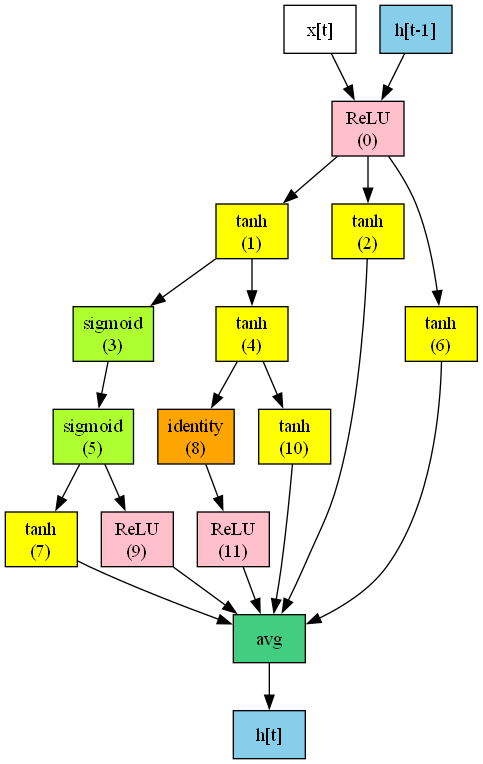 x[t]
h[t-1]
ReLU
(0)
tanh
(1)
tanh
(2)
sigmoid
(3)
tanh
(4)
tanh
(6)
sigmoid
(5)
identity
(8)
tanh
(10)
tanh
(7)
ReLU
(9)
ReLU
(11)
avg
h[t]